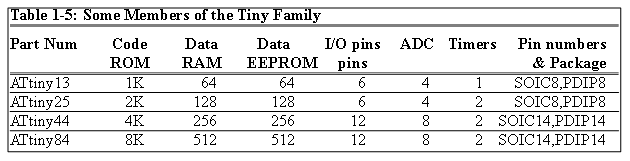 Table 1-5: Some Members of the Tiny Family
Part Num Code Data Data I/O pins ADC Timers Pin numbers
ROM RAM EEPROM pins & Package
ATtiny13 1K 64 64 6 4 1 SOIC8,PDIP8
ATtiny25 2K 128 128 6 4 2 SOIC8,PDIP8
ATtiny44 4K 256 256 12 8 2 SOIC14,PDIP14
ATtiny84 8K 512 512 12 8 2 SOIC14,PDIP14